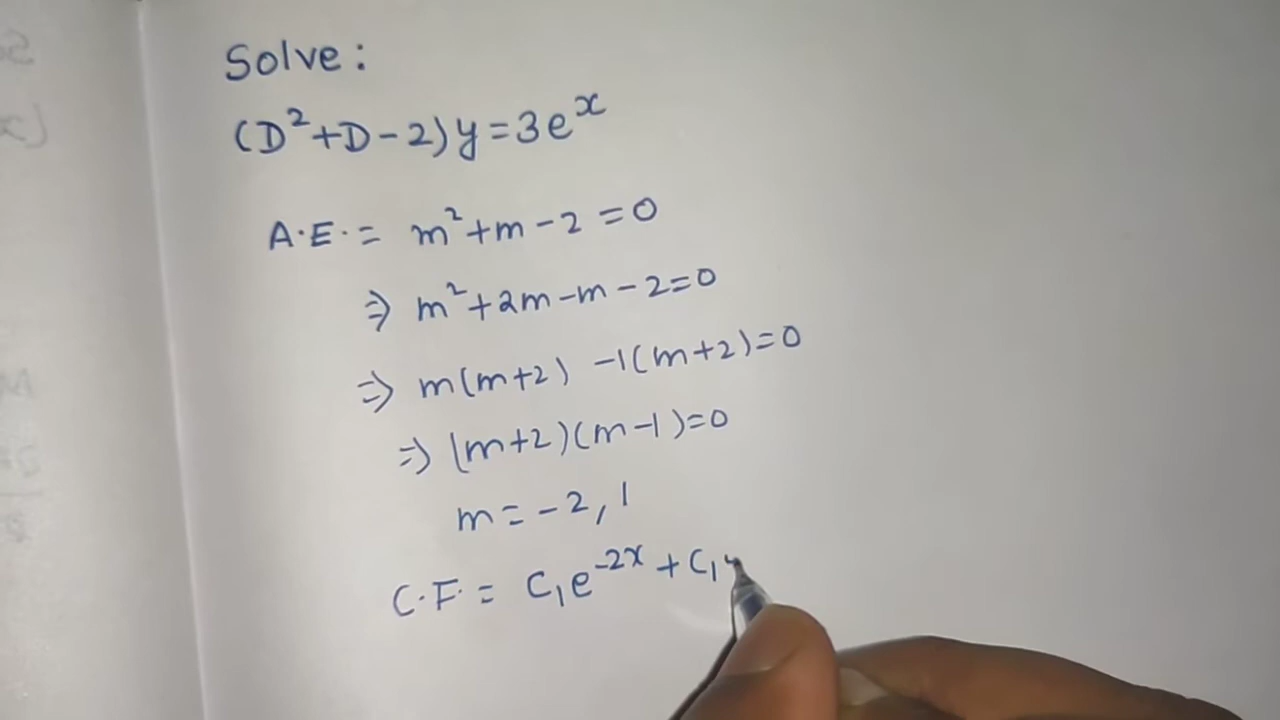 Solve:
(D²+D-2)y=3eˣ
A.E.= m²+m-2=0
⇒ m²+2m-m-2=0
⇒ m(m+2) -1(m+2)=0
⇒ (m+2)(m-1)=0
m=-2,1
C.F.= C₁e⁻²ˣ+C₁